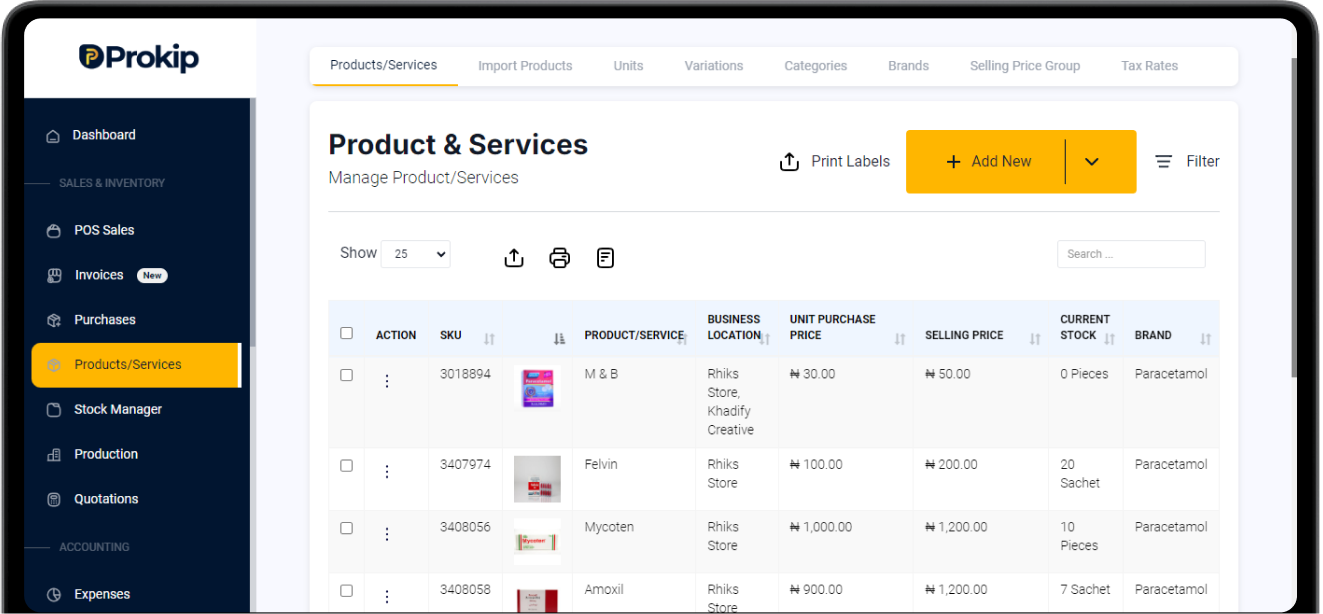 Prokip
Dashboard
SALES & INVENTORY
POS Sales
Invoices New
Purchases
Products/Services
Stock Manager
Production
Quotations
ACCOUNTING
Expenses
Products/Services Import Products Units Variations Categories Brands Selling Price Group Tax Rates
Product & Services
Manage Product/Services
Print Labels
+ Add New
Filter
Show 25
Search ...
ACTION SKU PRODUCT/SERVICE BUSINESS LOCATION UNIT PURCHASE PRICE SELLING PRICE CURRENT STOCK BRAND
3018894 M & B Rhiks Store, Khadify Creative ₦ 30.00 ₦ 50.00 0 Pieces Paracetamol
3407974 Felvin Rhiks Store ₦ 100.00 ₦ 200.00 20 Sachet Paracetamol
3408056 Mycoten Mycoten Rhiks Store ₦ 1,000.00 ₦ 1,200.00 10 Pieces Paracetamol
3408058 Amoxil Rhiks Store ₦ 900.00 ₦ 1,200.00 7 Sachet Paracetamol